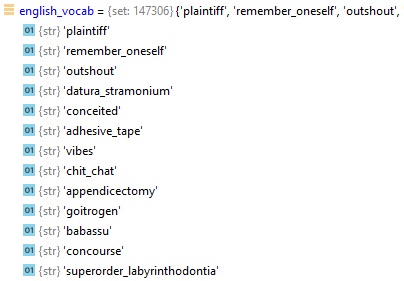 english_vocab = {set: 147306} {'plaintiff', 'remember_oneself', 'outshout',
01 {str} 'plaintiff'
01 {str} 'remember_oneself'
01 {str} 'outshout'
01 {str} 'datura_stramonium'
01 {str} 'conceited'
01 {str} 'adhesive_tape'
01 {str} 'vibes'
01 {str} 'chit_chat'
01 {str} 'appendicectomy'
01 {str} 'goitrogen'
01 {str} 'babassu'
01 {str} 'concourse'
01 {str} 'superorder_labyrinthodontia'